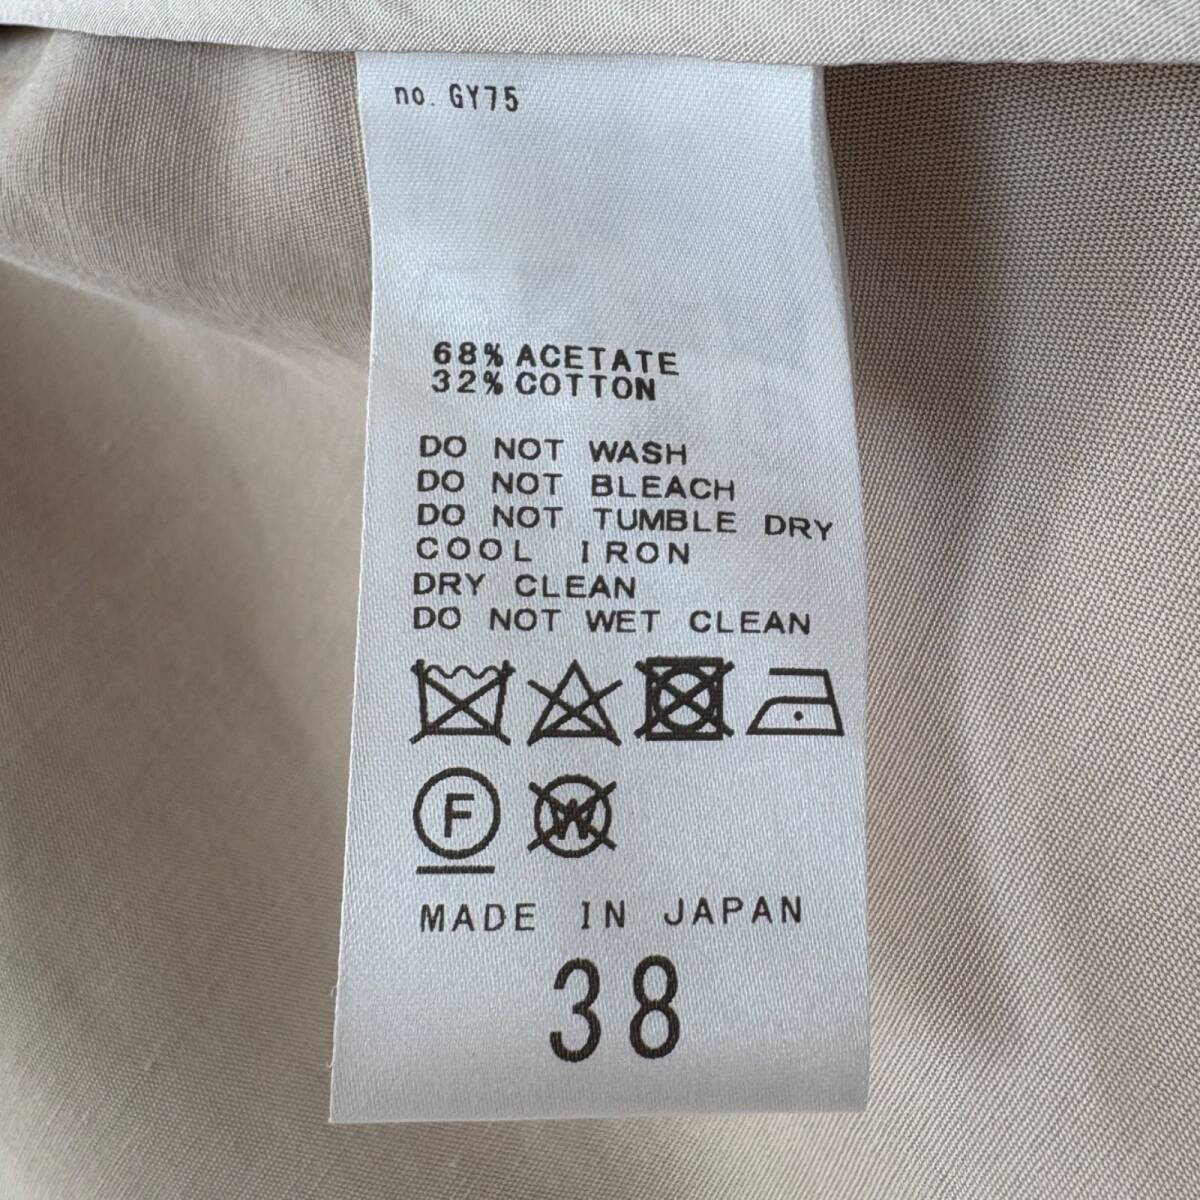 no. GY75
68% ACETATE
32% COTTON
DO NOT WASH
DO NOT BLEACH
DO NOT TUMBLE DRY
COOL IRON
DRY CLEAN
DO NOT WET CLEAN
F W
MADE IN JAPAN
38